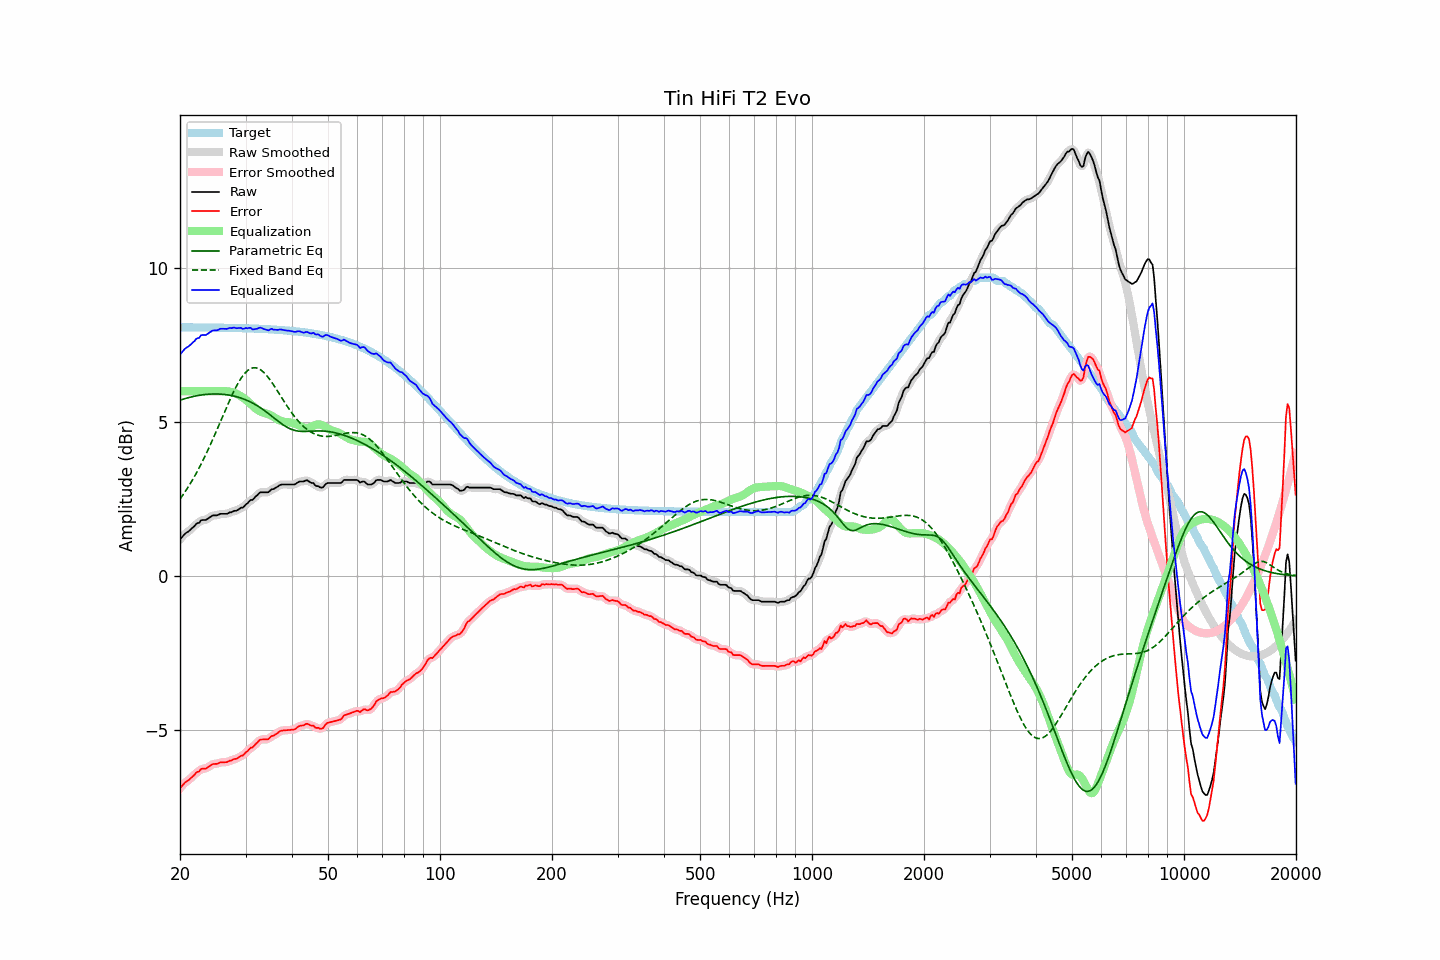 Tin HiFi T2 Evo
Target
Raw Smoothed
Error Smoothed
Raw
Error
Equalization
Parametric Eq
Fixed Band Eq
Equalized
Amplitude (dBr)
10
5
0
−5
20 50 100 200 500 1000 2000 5000 10000 20000
Frequency (Hz)